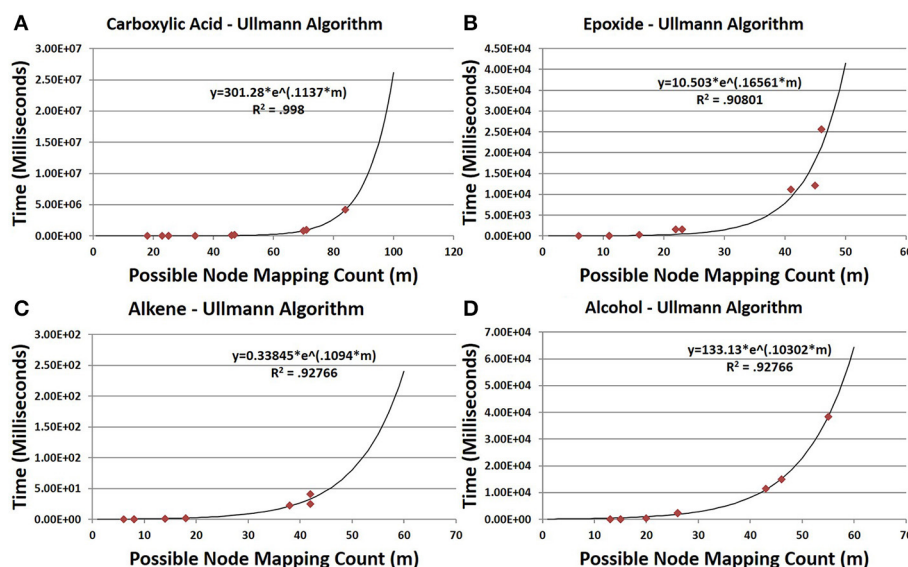 A
Carboxylic Acid - Ullmann Algorithm
3.00E+07
2.50E+07
2.00E+07
1.50E+07
1.00E+07
5.00E+06
0.00E+00
Time (Milliseconds)
y=301.28*e^(.1137*m)
R² = .998
0 20 40 60 80 100 120
Possible Node Mapping Count (m)
B
Epoxide - Ullmann Algorithm
4.50E+04
4.00E+04
3.50E+04
3.00E+04
2.50E+04
2.00E+04
1.50E+04
1.00E+04
5.00E+03
0.00E+00
Time (Milliseconds)
y=10.503*e^(.16561*m)
R² = .90801
0 10 20 30 40 50 60
Possible Node Mapping Count (m)
C
Alkene - Ullmann Algorithm
3.00E+02
2.50E+02
2.00E+02
1.50E+02
1.00E+02
5.00E+01
0.00E+00
Time (Milliseconds)
y=0.33845*e^(.1094*m)
R² = .92766
0 10 20 30 40 50 60 70
Possible Node Mapping Count (m)
D
Alcohol - Ullmann Algorithm
7.00E+04
6.00E+04
5.00E+04
4.00E+04
3.00E+04
2.00E+04
1.00E+04
0.00E+00
Time (Milliseconds)
y=133.13*e^(.10302*m)
R² = .92766
0 10 20 30 40 50 60 70
Possible Node Mapping Count (m)